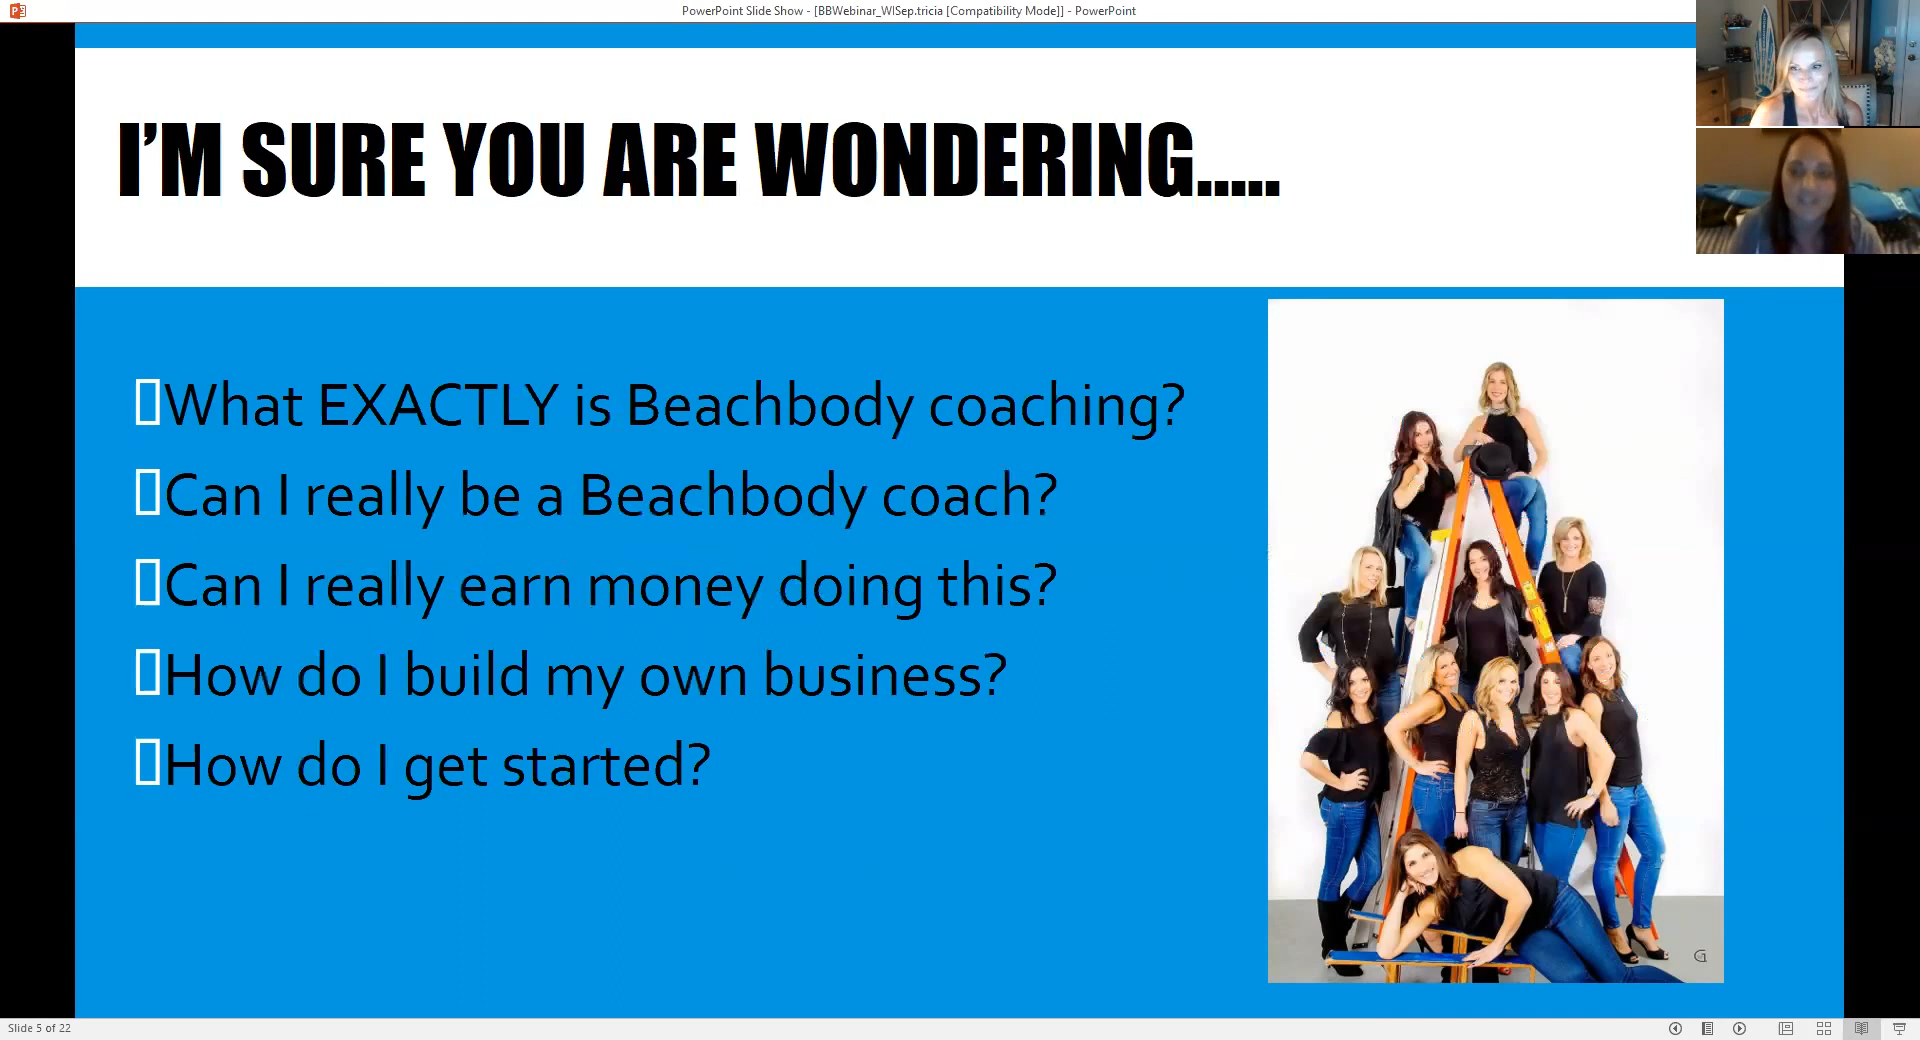 PowerPoint Slide Show - [BBWebinar_WISep.tricia [Compatibility Mode]] - PowerPoint
I'M SURE YOU ARE WONDERING.....
What EXACTLY is Beachbody coaching?
Can I really be a Beachbody coach?
Can I really earn money doing this?
How do I build my own business?
How do I get started?
G
Slide 5 of 22